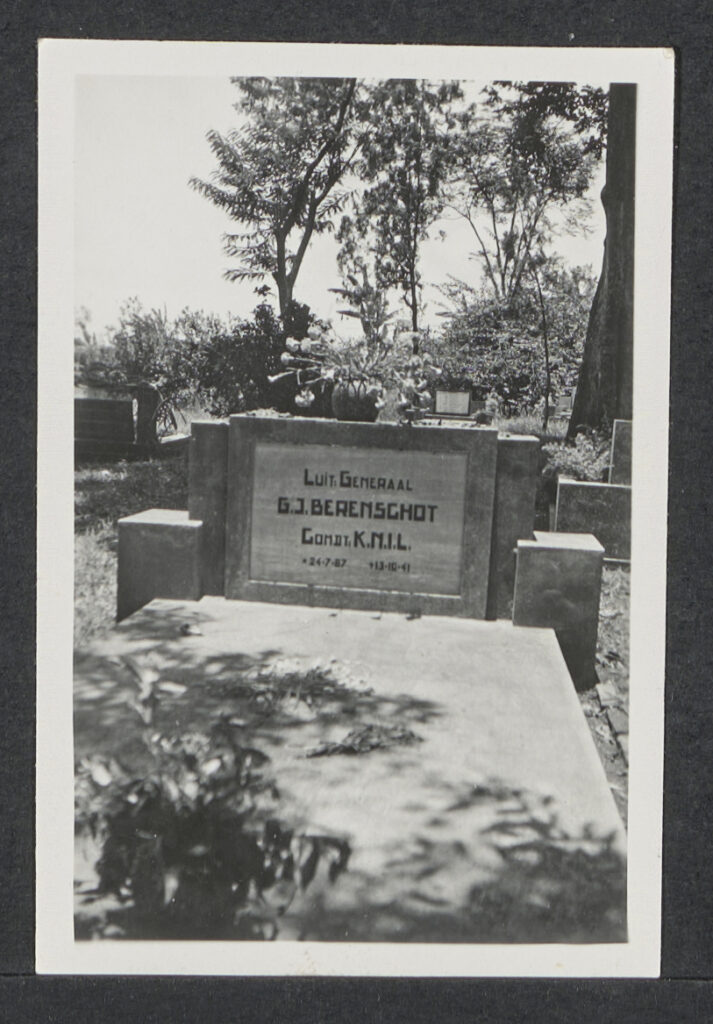 LUIT. GENERAAL
G.J. BERENSCHOT
COMDT. K.N.I.L.
*24-7-87 +13-10-41